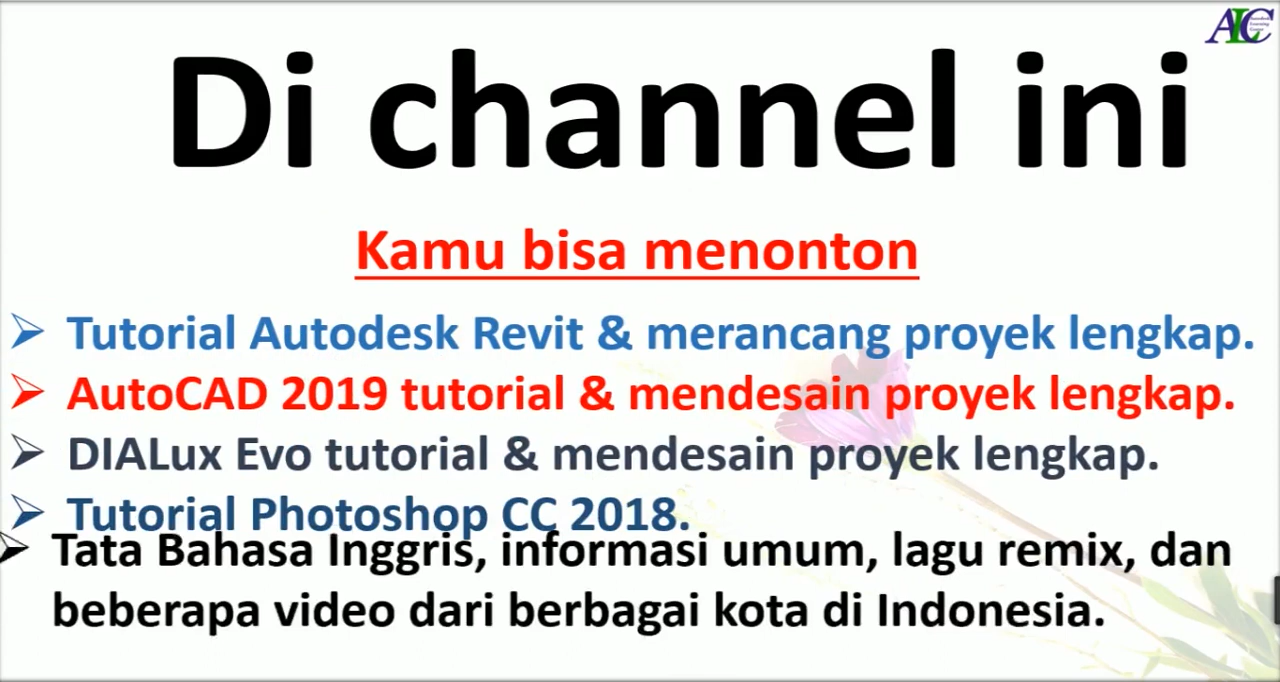 ALC
Di channel ini
Kamu bisa menonton
Tutorial Autodesk Revit & merancang proyek lengkap.
AutoCAD 2019 tutorial & mendesain proyek lengkap.
DIALux Evo tutorial & mendesain proyek lengkap.
Tutorial Photoshop CC 2018.
Tata Bahasa Inggris, informasi umum, lagu remix, dan
beberapa video dari berbagai kota di Indonesia.